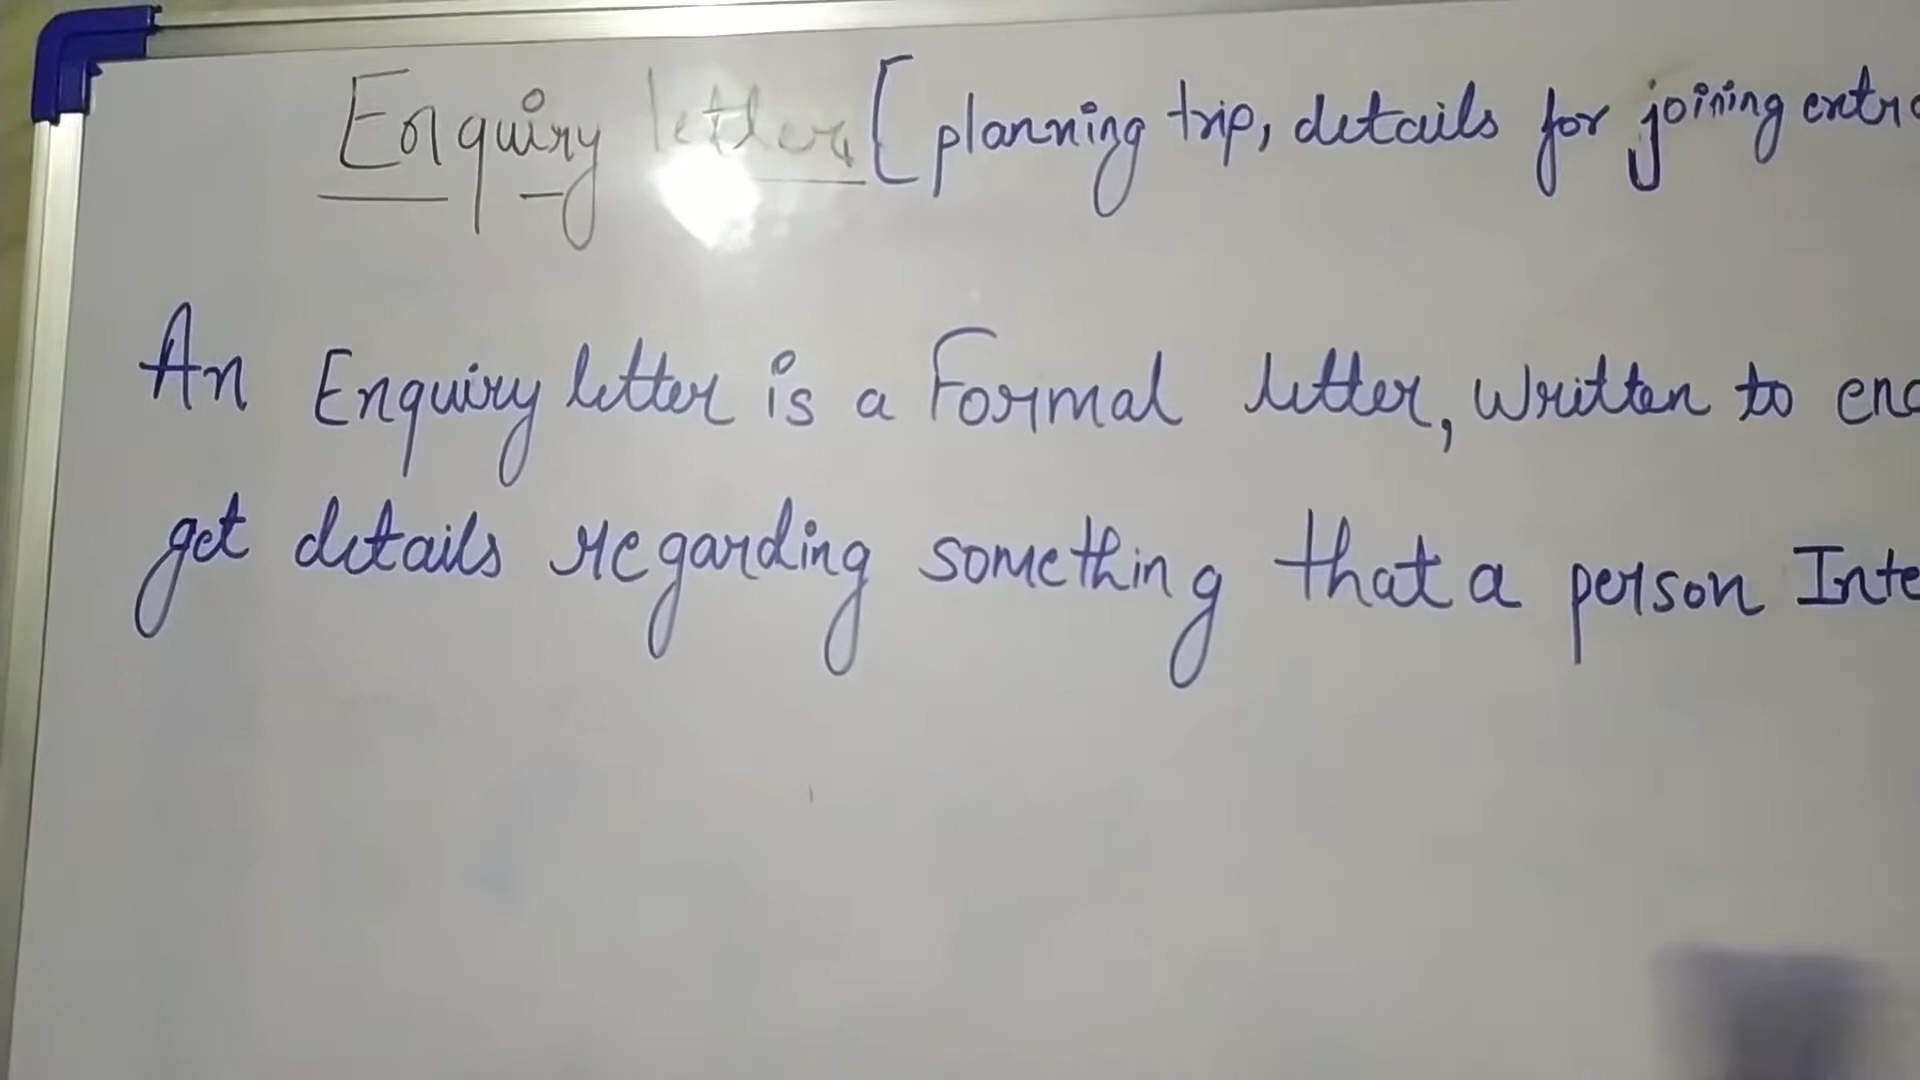 Enquiry letter [planning trip, details for joining
An Enquiry letter is a Formal letter, Written to
get details regarding something that a person